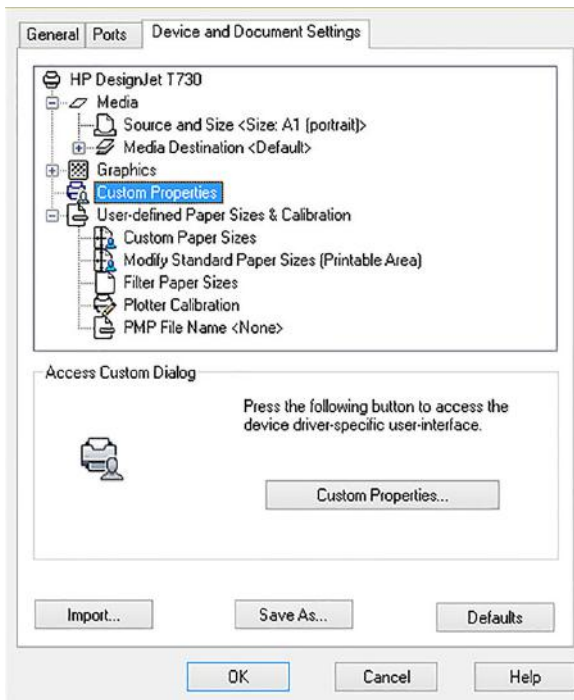 General Ports Device and Document Settings
HP DesignJet T730
Media
Source and Size <Size: A1 (portrait)>
Media Destination <Default>
Graphics
Custom Properties
User-defined Paper Sizes & Calibration
Custom Paper Sizes
Modify Standard Paper Sizes (Printable Area)
Filter Paper Sizes
Plotter Calibration
PMP File Name <None>
Access Custom Dialog
Press the following button to access the
device driver-specific user-interface.
Custom Properties...
Import... Save As... Defaults
OK Cancel Help